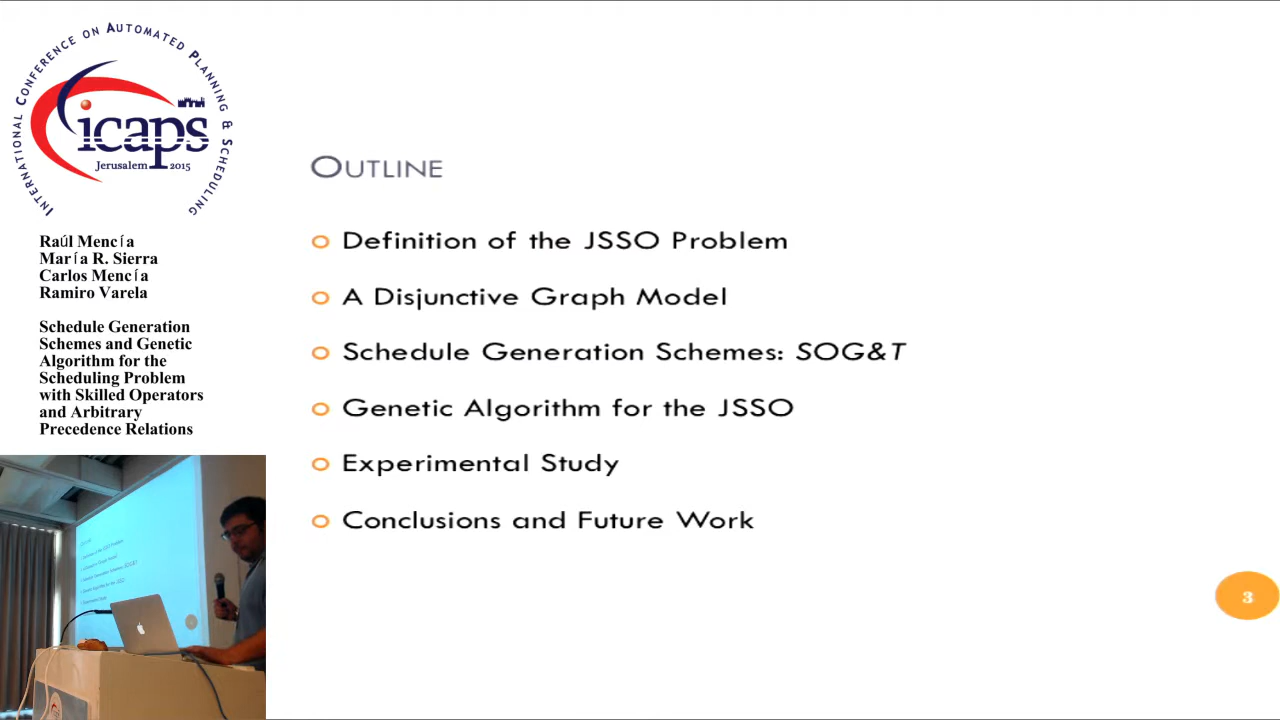 INTERNATIONAL CONFERENCE ON AUTOMATED PLANNING & SCHEDULING
icaps
Jerusalem 2015
Raúl Mencía
María R. Sierra
Carlos Mencía
Ramiro Varela
Schedule Generation
Schemes and Genetic
Algorithm for the
Scheduling Problem
with Skilled Operators
and Arbitrary
Precedence Relations
OUTLINE
Definition of the JSSO Problem
A Disjunctive Graph Model
Schedule Generation Schemes: SOG&T
Genetic Algorithm for the JSSO
Experimental Study
Conclusions and Future Work
3